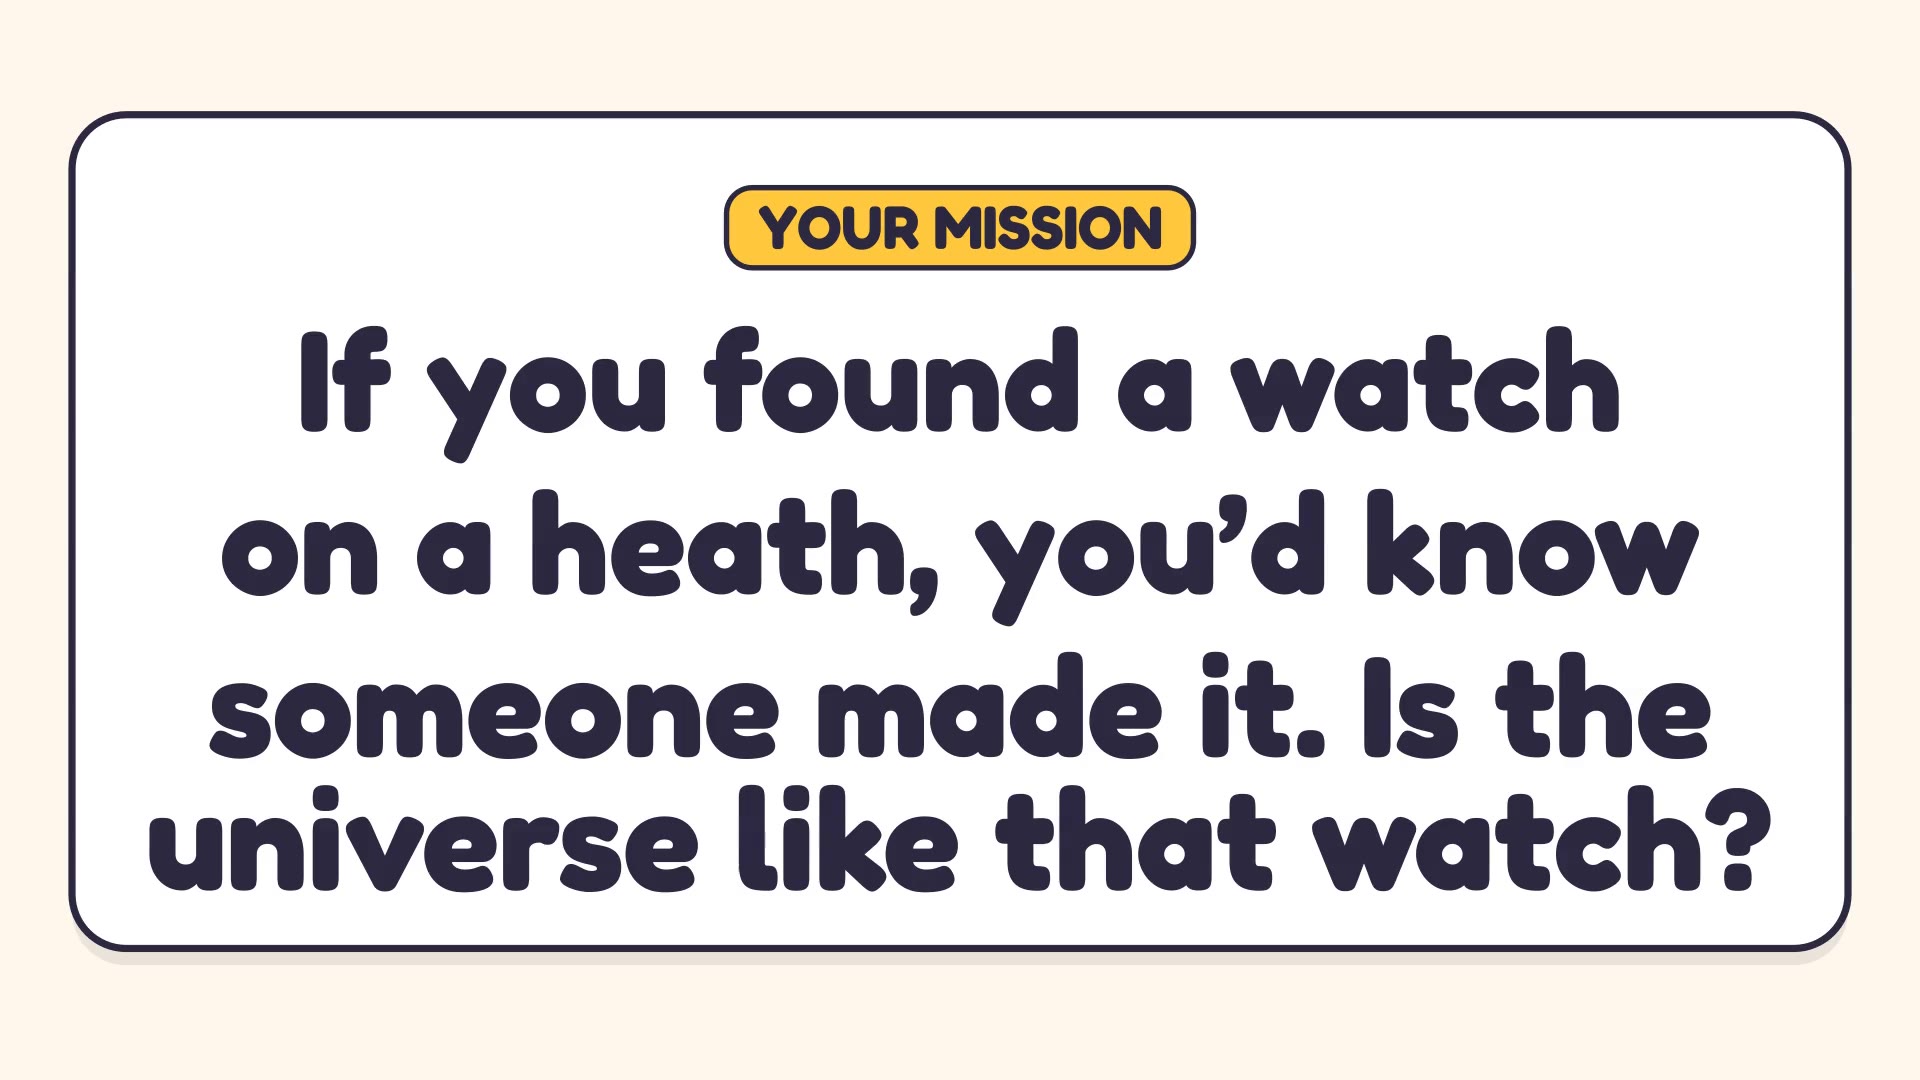 YOUR MISSION
If you found a watch
on a heath, you’d know
someone made it. Is the
universe like that watch?